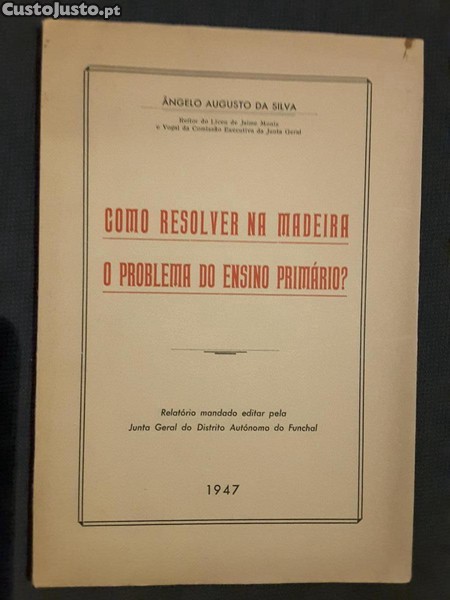 CustoJusto.pt
ÂNGELO AUGUSTO DA SILVA
Reitor do Liceu de Jaime Moniz
e Vogal da Comissão Executiva da Junta Geral
COMO RESOLVER NA MADEIRA
O PROBLEMA DO ENSINO PRIMÁRIO?
Relatório mandado editar pela
Junta Geral do Distrito Autónomo do Funchal
1947